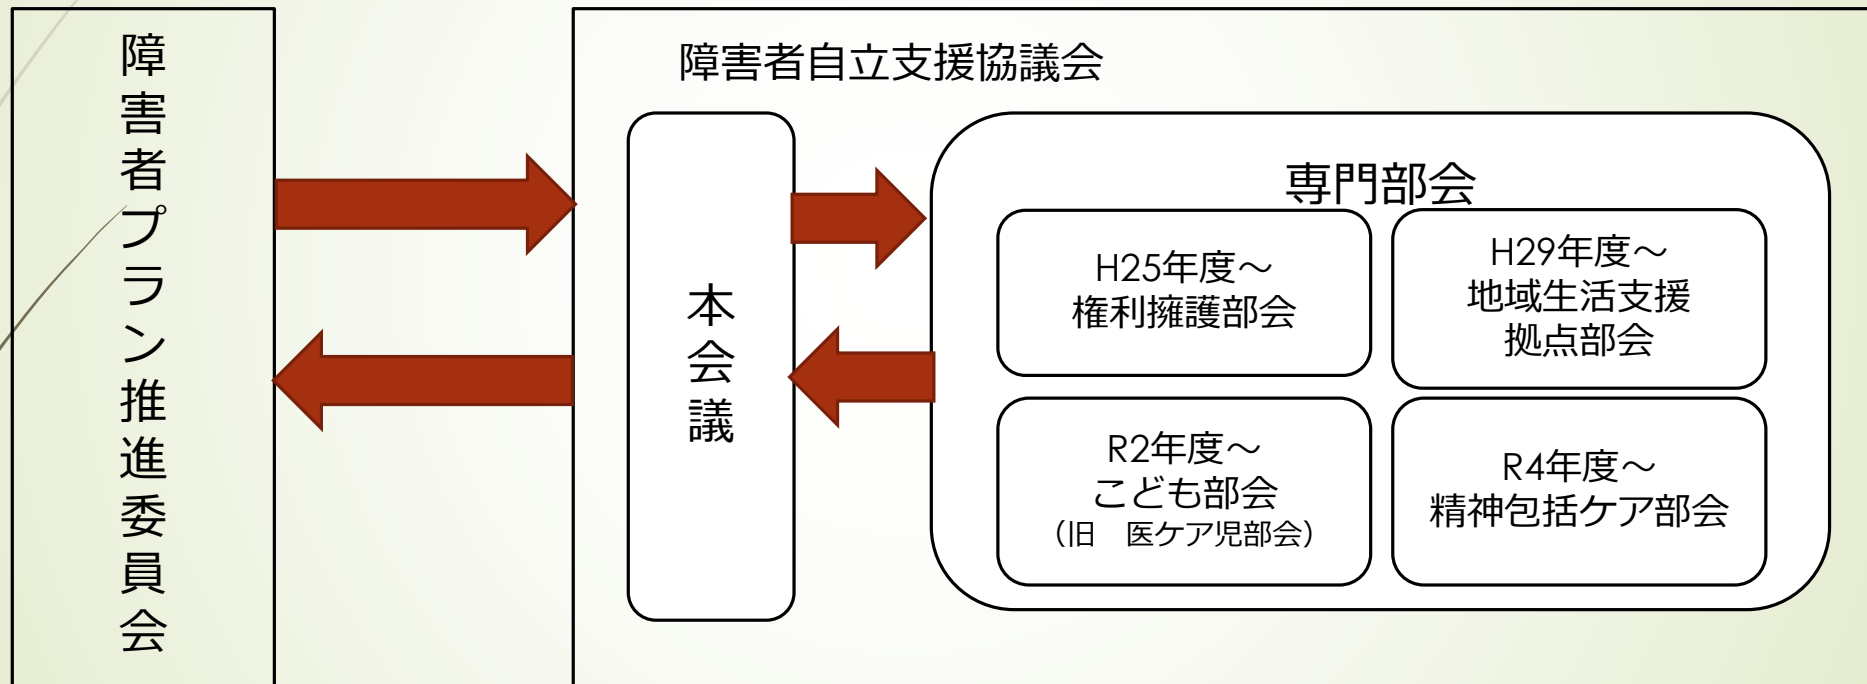 障害者プラン推進委員会
障害者自立支援協議会
本会議
専門部会
H25年度～
権利擁護部会
H29年度～
地域生活支援
拠点部会
R2年度～
こども部会
（旧　医ケア児部会）
R4年度～
精神包括ケア部会